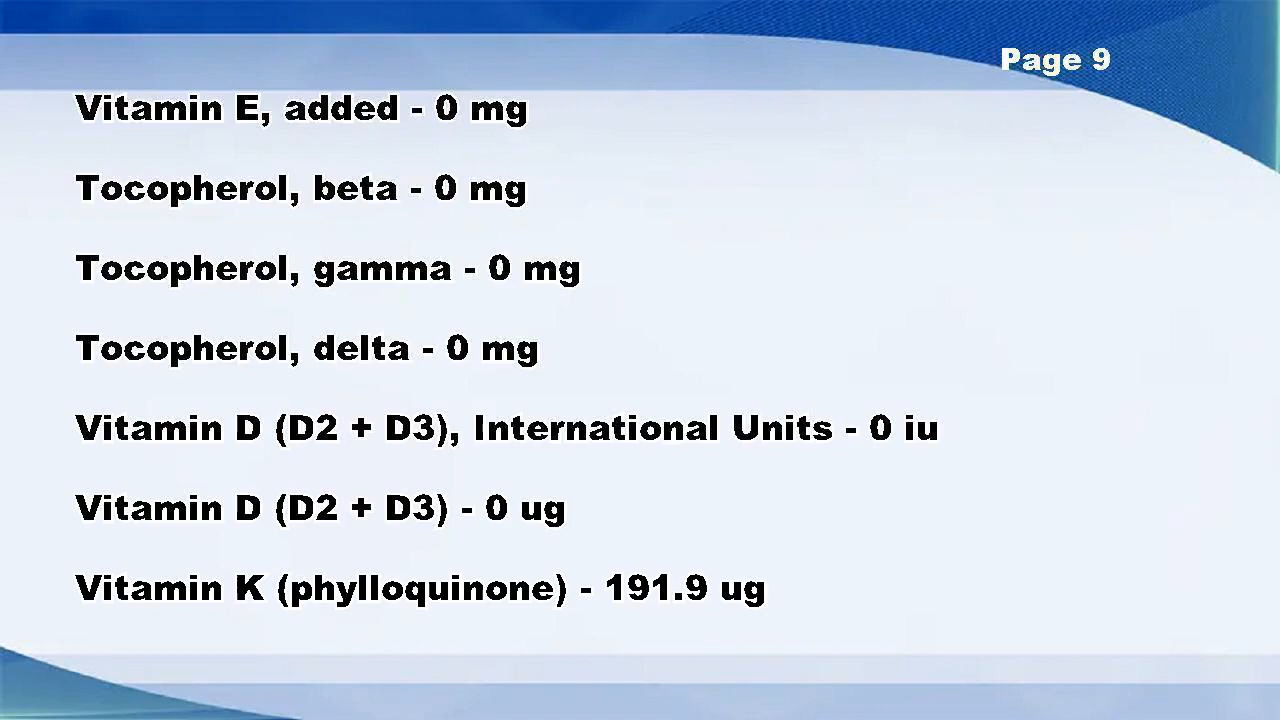 Page 9
Vitamin E, added - 0 mg
Tocopherol, beta - 0 mg
Tocopherol, gamma - 0 mg
Tocopherol, delta - 0 mg
Vitamin D (D2 + D3), International Units - 0 iu
Vitamin D (D2 + D3) - 0 ug
Vitamin K (phylloquinone) - 191.9 ug